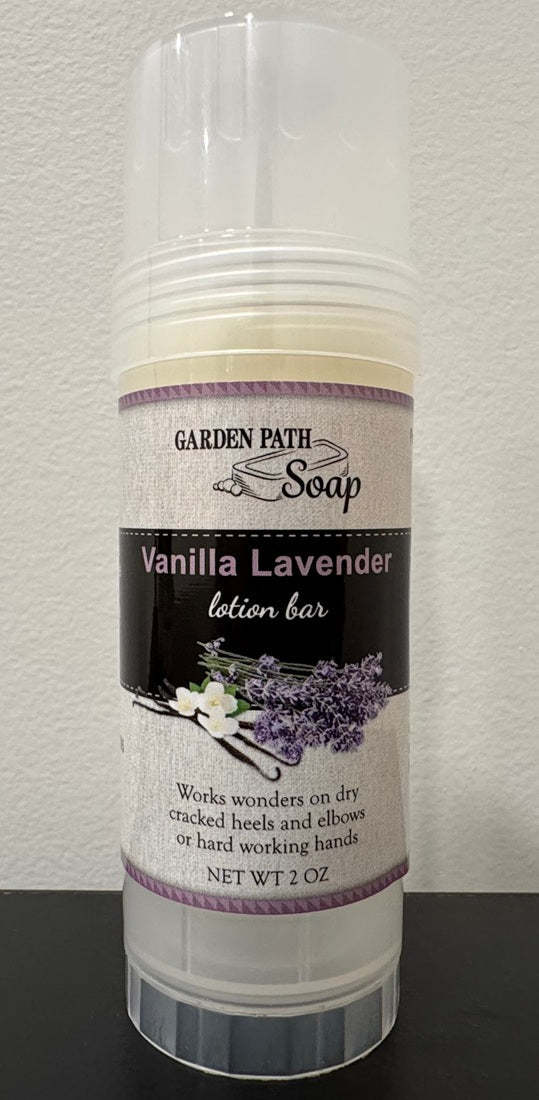 GARDEN PATH
Soap
Vanilla Lavender
lotion bar
Works wonders on dry
cracked heels and elbows
or hard working hands
NET WT 2 OZ